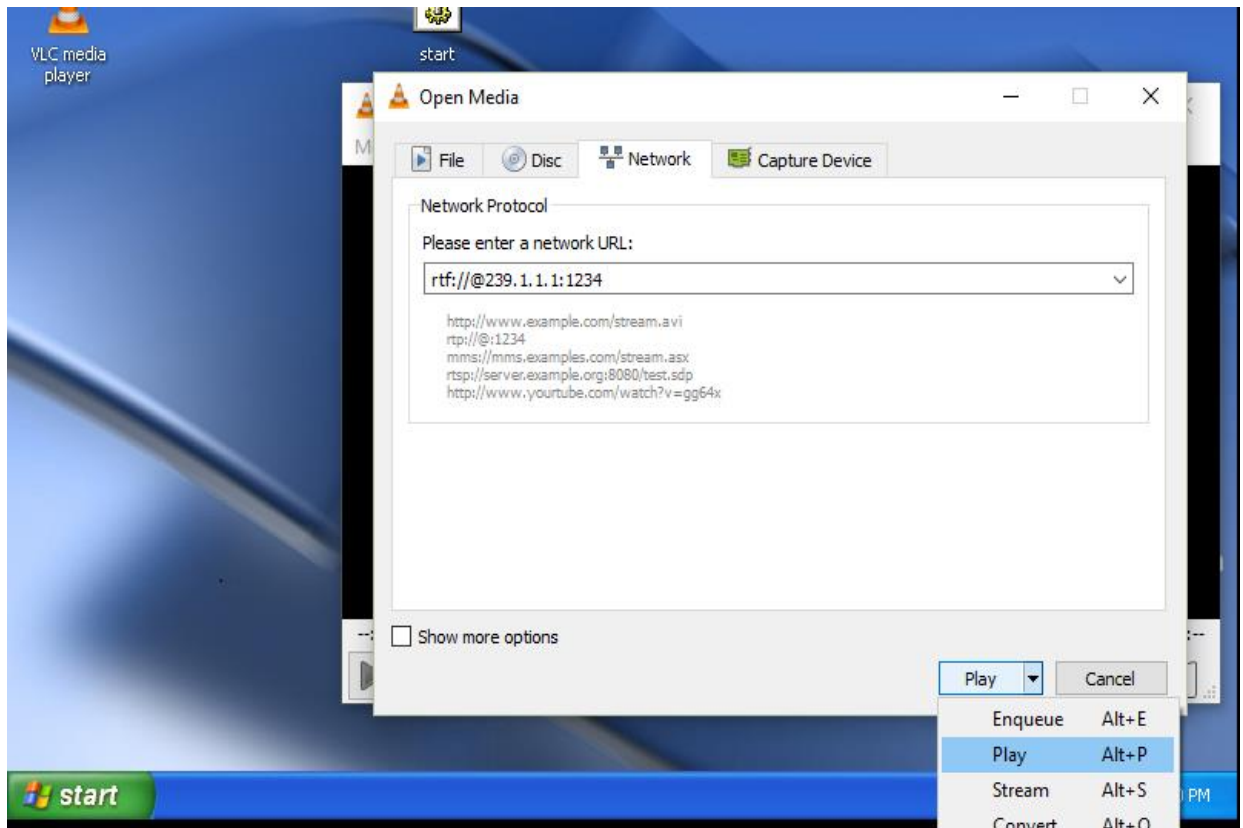 VLC media
player
start
Open Media
M
File
Disc
Network
Capture Device
Network Protocol
Please enter a network URL:
rtf://@239.1.1.1:1234
http://www.example.com/stream.avi
rtp://@:1234
mms://mms.examples.com/stream.asx
rtsp://server.example.org:8080/test.sdp
http://www.yourtube.com/watch?v=gg64x
--:
:--
Show more options
Play
Cancel
Enqueue Alt+E
Play Alt+P
Stream Alt+S
Convert Alt+O
start
PM